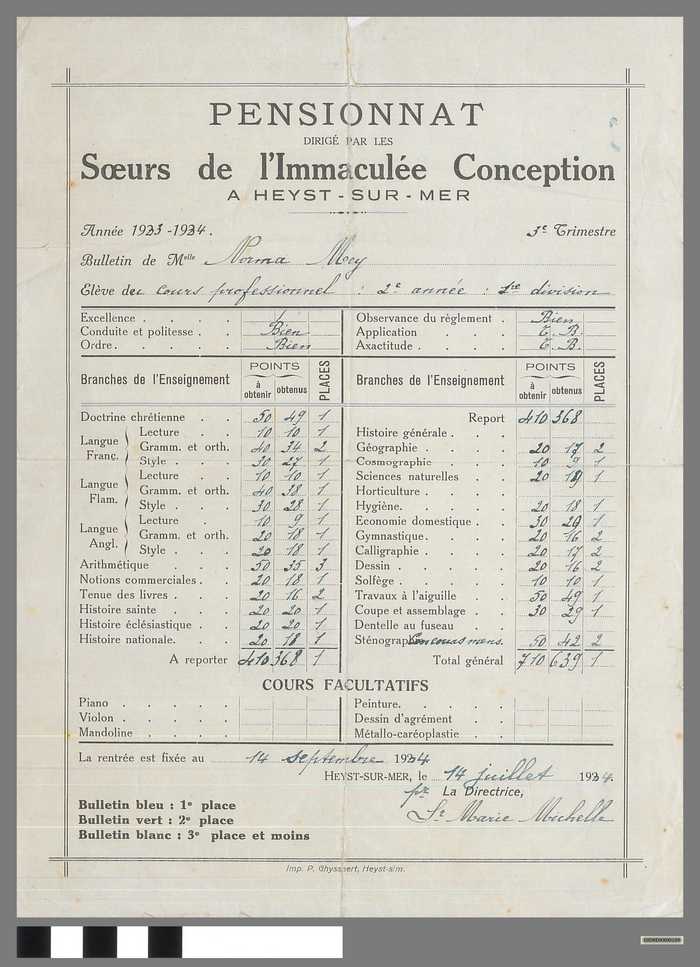 PENSIONNAT
DIRIGÉ PAR LES
Sœurs de l'Immaculée Conception
A HEYST-SUR-MER
Année 1933-1934. 3e Trimestre
Bulletin de Melle Norma Mey
Elève du cours professionnel : 2e année : 1re division
Excellence . . . . 1
Conduite et politesse . . Bien
Ordre . . . . . Bien
Observance du règlement . Bien
Application . . . T. B.
Axactitude . . . . T. B.
Branches de l'Enseignement POINTS à obtenir obtenus PLACES
Doctrine chrétienne . . 50 49 1
Langue Franç. Lecture . . 10 10 1
Gramm. et orth. 40 34 2
Style . . . 30 27 1
Langue Flam. Lecture . . 10 10 1
Gramm. et orth. 40 38 1
Style . . . 30 28 1
Langue Angl. Lecture . 10 9 1
Gramm. et orth. 20 18 1
Style . . . 20 18 1
Arithmétique . . . 50 35 3
Notions commerciales . . 20 18 1
Tenue des livres . . . 20 16 2
Histoire sainte . . . 20 20 1
Histoire éclésiastique . . 20 20 1
Histoire nationale. . . 20 18 1
A reporter 410 368 1
Branches de l'Enseignement POINTS à obtenir obtenus PLACES
Report 410 368
Histoire générale . . .
Géographie . . . . 20 17 2
Cosmographie . . . 10 9 1
Sciences naturelles . . 20 19 1
Horticulture . . . .
Hygiène. . . . . 20 18 1
Economie domestique . . 30 29 1
Gymnastique. . . . 20 16 2
Calligraphie . . . . 20 17 2
Dessin . . . . . 20 16 2
Solfège . . . . . 10 10 1
Travaux à l'aiguille . . 50 49 1
Coupe et assemblage . . 30 29 1
Dentelle au fuseau . .
Sténographie Concours mens. 50 42 2
Total général 710 639 1
COURS FACULTATIFS
Piano . . . . .
Violon . . . . .
Mandoline . . . .
Peinture. . . . .
Dessin d'agrément . .
Métallo-caréoplastie . .
La rentrée est fixée au 14 septembre 1934
HEYST-SUR-MER, le 14 juillet 1934.
pr La Directrice,
Sr Marie Michelle
Bulletin bleu : 1e place
Bulletin vert : 2e place
Bulletin blanc : 3e place et moins
Imp. P. Ghyssaert, Heyst-s/m.